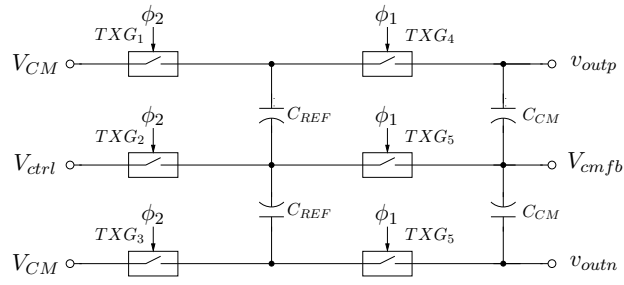 ϕ2 ϕ1
TXG1 TXG4
VCM voutp
CREF CCM
ϕ2 ϕ1
TXG2 TXG5
Vctrl Vcmfb
CREF CCM
ϕ2 ϕ1
TXG3 TXG5
VCM voutn